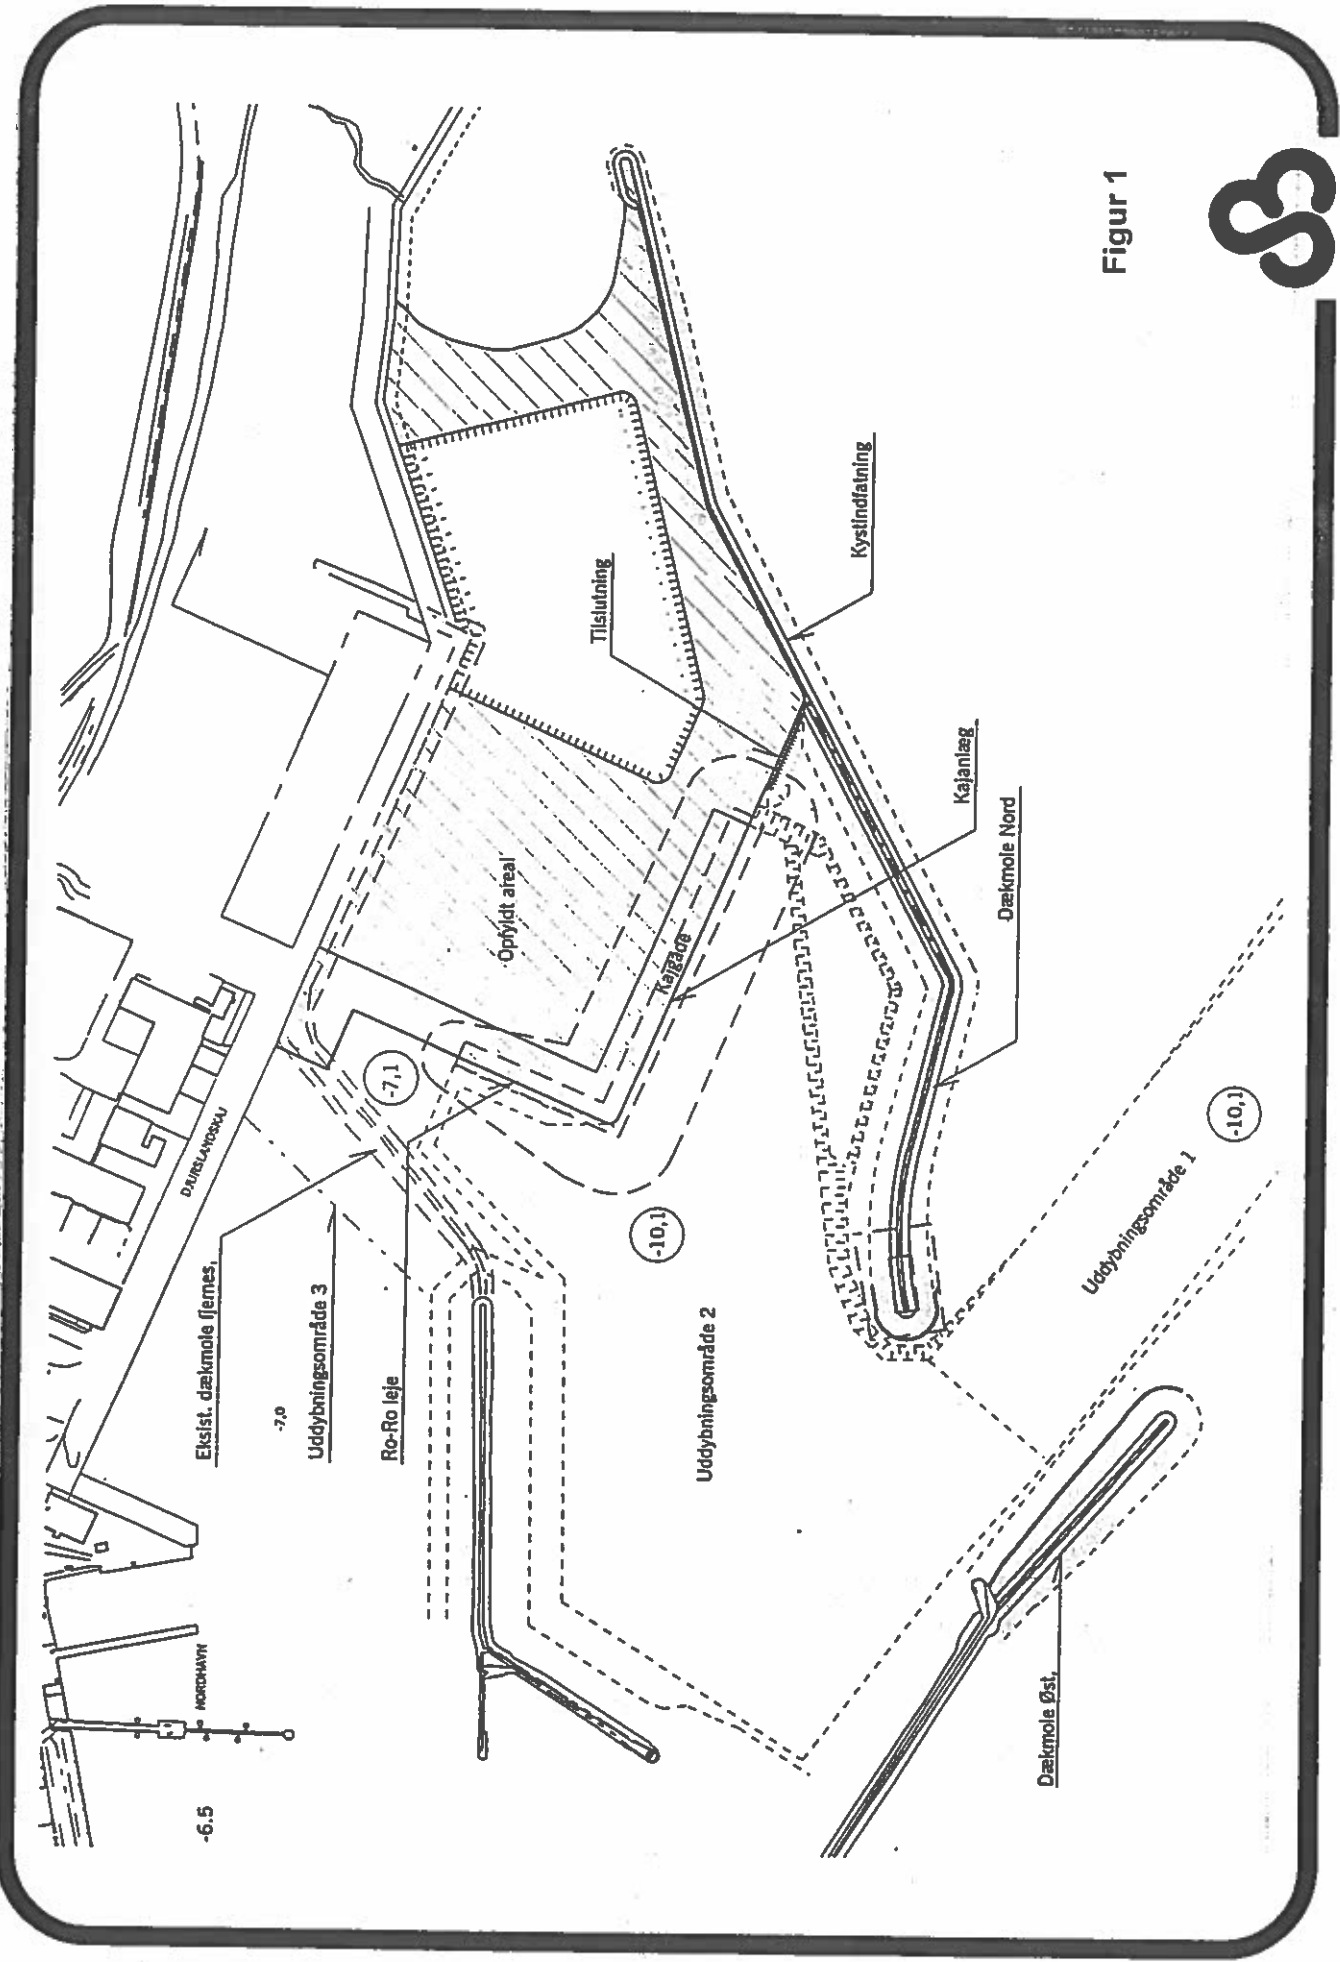 -6.5
NORDHAVN
Eksist. dækmole fjernes,
-7,0
Uddybningsområde 3
Ro-Ro leje
DJURSLANDSKAJ
-7,1
Opfyldt areal
Kajgade
Tilslutning
-10,1
Uddybningsområde 2
Kystindfatning
Kajanlæg
Dækmole Nord
Dækmole Øst,
Uddybningsområde 1
-10,1
Figur 1